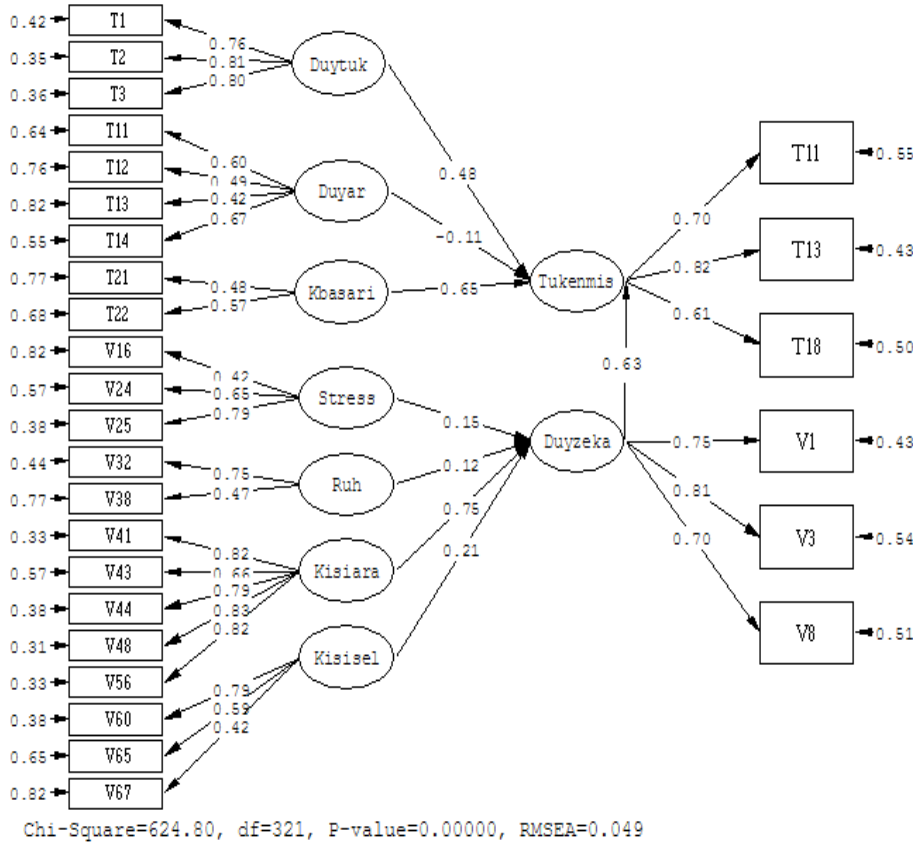 0.42 T1
0.76
0.35 T2
0.81 Duytuk
0.36 T3
0.80
0.64 T11
0.60
0.76 T12
0.49
0.82 T13
0.42 Duyar
0.55 T14
0.67
0.77 T21
0.48
0.68 T22
0.57 Kbasari
0.82 V16
0.42
0.57 V24
0.65 Stress
0.38 V25
0.79
0.44 V32
0.75
0.77 V38
0.47 Ruh
0.33 V41
0.82
0.57 V43
0.66 Kisiara
0.38 V44
0.79
0.31 V48
0.83
0.33 V56
0.82
0.38 V60
0.79 Kisisel
0.65 V65
0.59
0.82 V67
0.42
0.48
-0.11
0.65
Tukenmis
0.63
0.15
0.12
0.75
0.21
Duyzeka
0.70 T11 0.55
0.82 T13 0.43
0.61 T18 0.50
0.75 V1 0.43
0.81 V3 0.54
0.70 V8 0.51
Chi-Square=624.80, df=321, P-value=0.00000, RMSEA=0.049